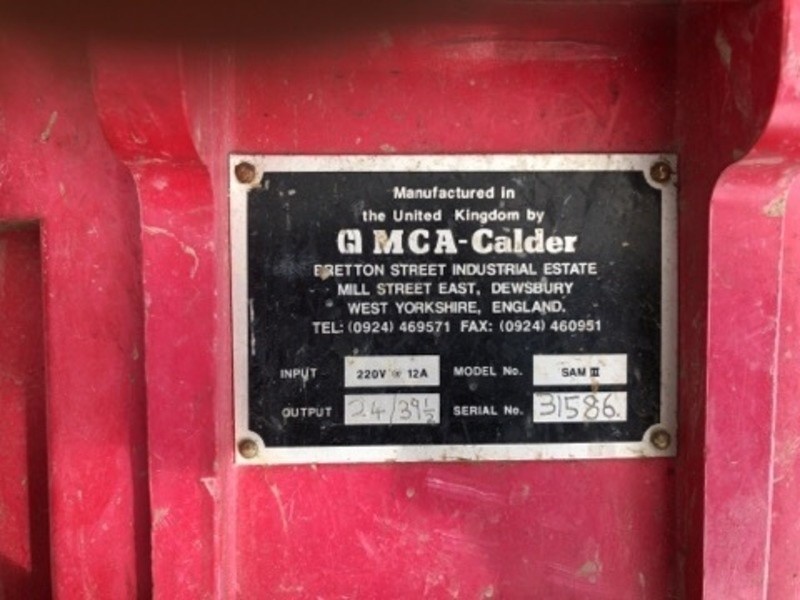 Manufactured in
the United Kingdom by
MCA-Calder
BRETTON STREET INDUSTRIAL ESTATE
MILL STREET EAST, DEWSBURY
WEST YORKSHIRE, ENGLAND.
TEL: (0924) 469571 FAX: (0924) 460951
INPUT 220V @ 12A MODEL No. SAM II
OUTPUT 24/39½ SERIAL No. 31586.